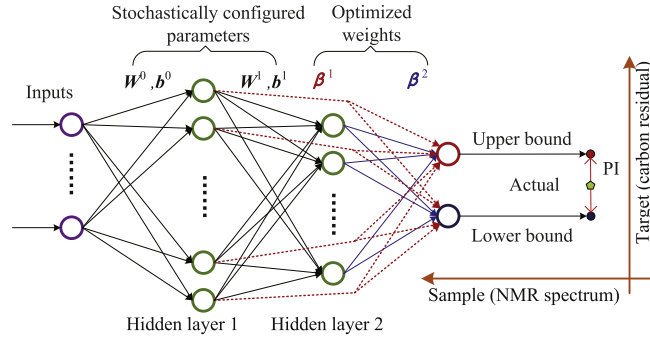 Stochastically configured
parameters
Optimized
weights
W⁰,b⁰
W¹,b¹
β¹
β²
Inputs
Upper bound
PI
Actual
Lower bound
Target (carbon residual)
Sample (NMR spectrum)
Hidden layer 1
Hidden layer 2